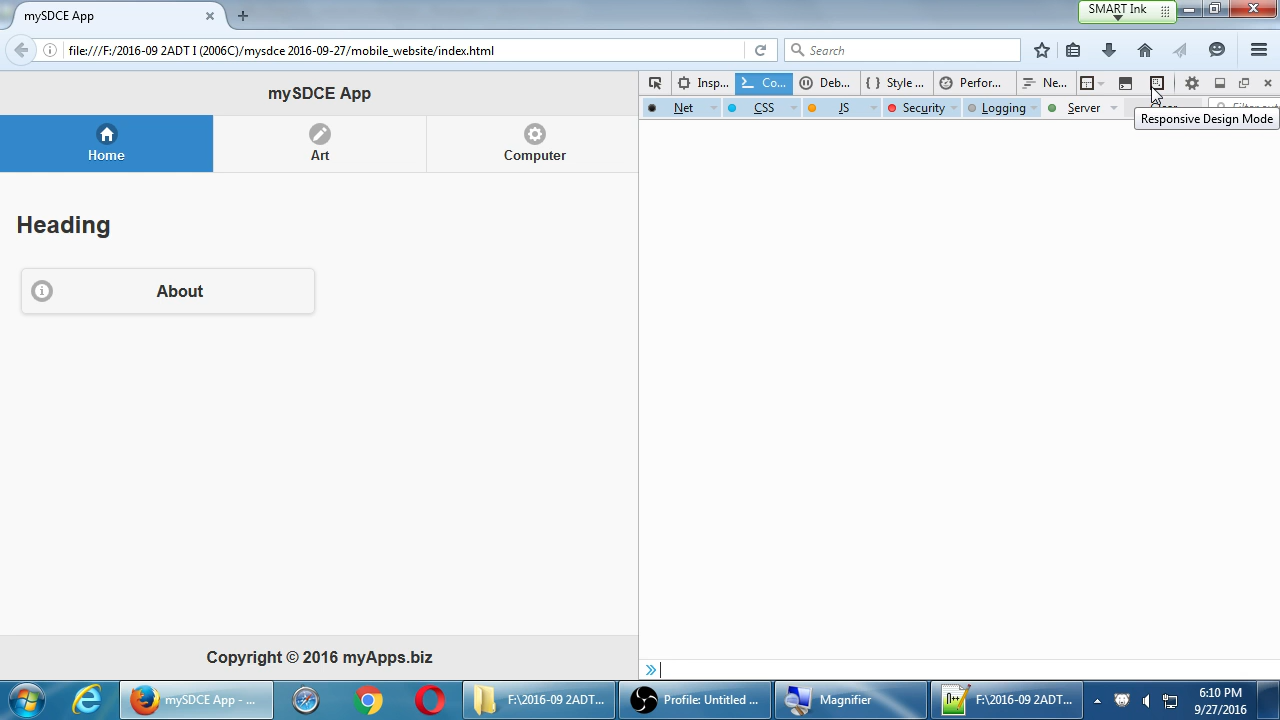 mySDCE App
SMART Ink
file:///F:/2016-09 2ADT I (2006C)/mysdce 2016-09-27/mobile_website/index.html
Search
mySDCE App
Home
Art
Computer
Heading
About
Copyright © 2016 myApps.biz
Insp...
Co...
Deb...
Style ...
Perfor...
Ne...
Net
CSS
JS
Security
Logging
Server
Responsive Design Mode
mySDCE App - ...
F:\2016-09 2ADT...
Profile: Untitled ...
Magnifier
F:\2016-09 2ADT...
6:10 PM
9/27/2016